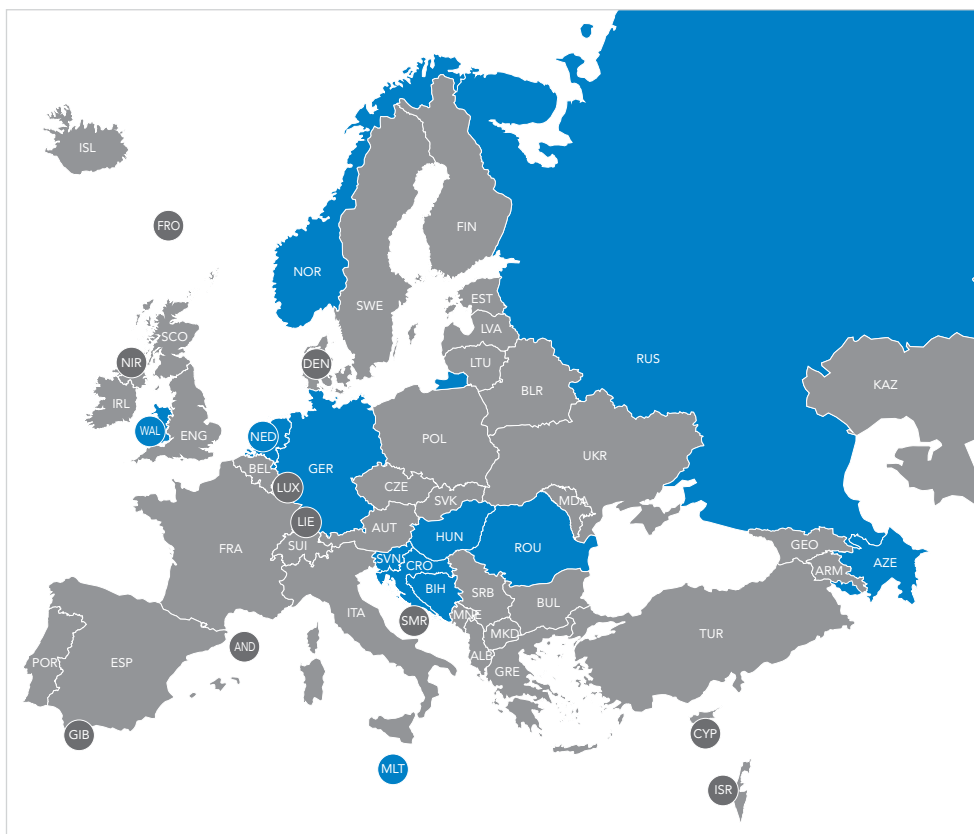 ISL
FRO
FIN
NOR
EST
SWE
LVA
SCO
RUS
NIR
DEN
LTU
KAZ
BLR
IRL
WAL
ENG
NED
POL
UKR
BEL
GER
LUX
CZE
SVK
MDA
LIE
AUT
HUN
FRA
SUI
ROU
GEO
SVN
CRO
AZE
ARM
BIH
SRB
BUL
ITA
MNE
SMR
MKD
TUR
AND
ALB
POR
ESP
GRE
GIB
CYP
MLT
ISR